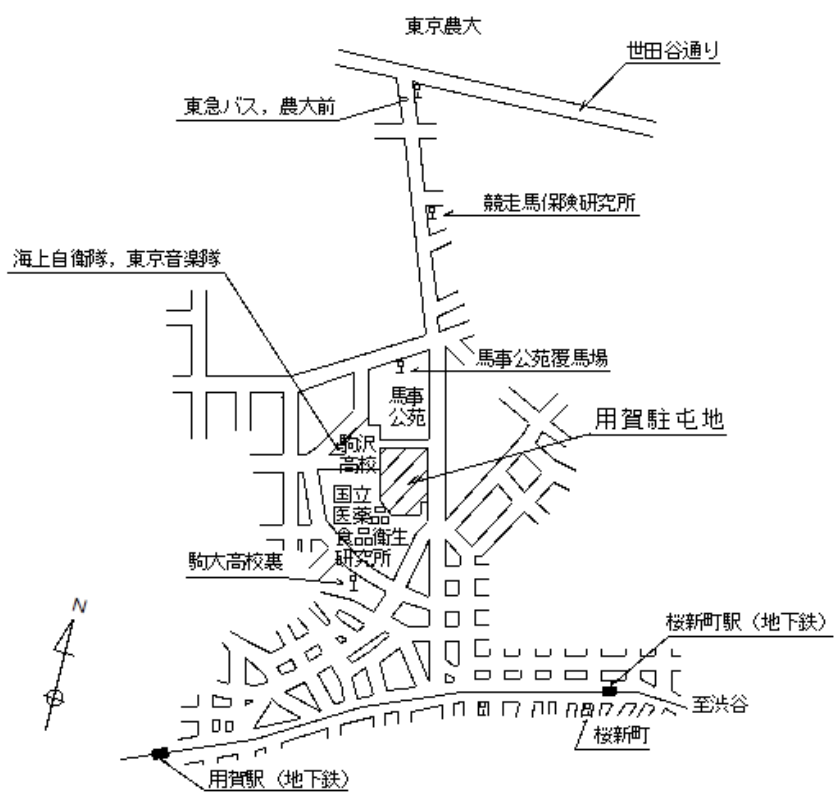 東京農大
世田谷通り
東急バス，農大前
競走馬保険研究所
海上自衛隊，東京音楽隊
馬事公苑覆馬場
馬事
公苑
用賀駐屯地
駒沢
高校
国立
医薬品
食品衛生
研究所
駒大高校裏
N
桜新町駅（地下鉄）
至渋谷
桜新町
用賀駅（地下鉄）